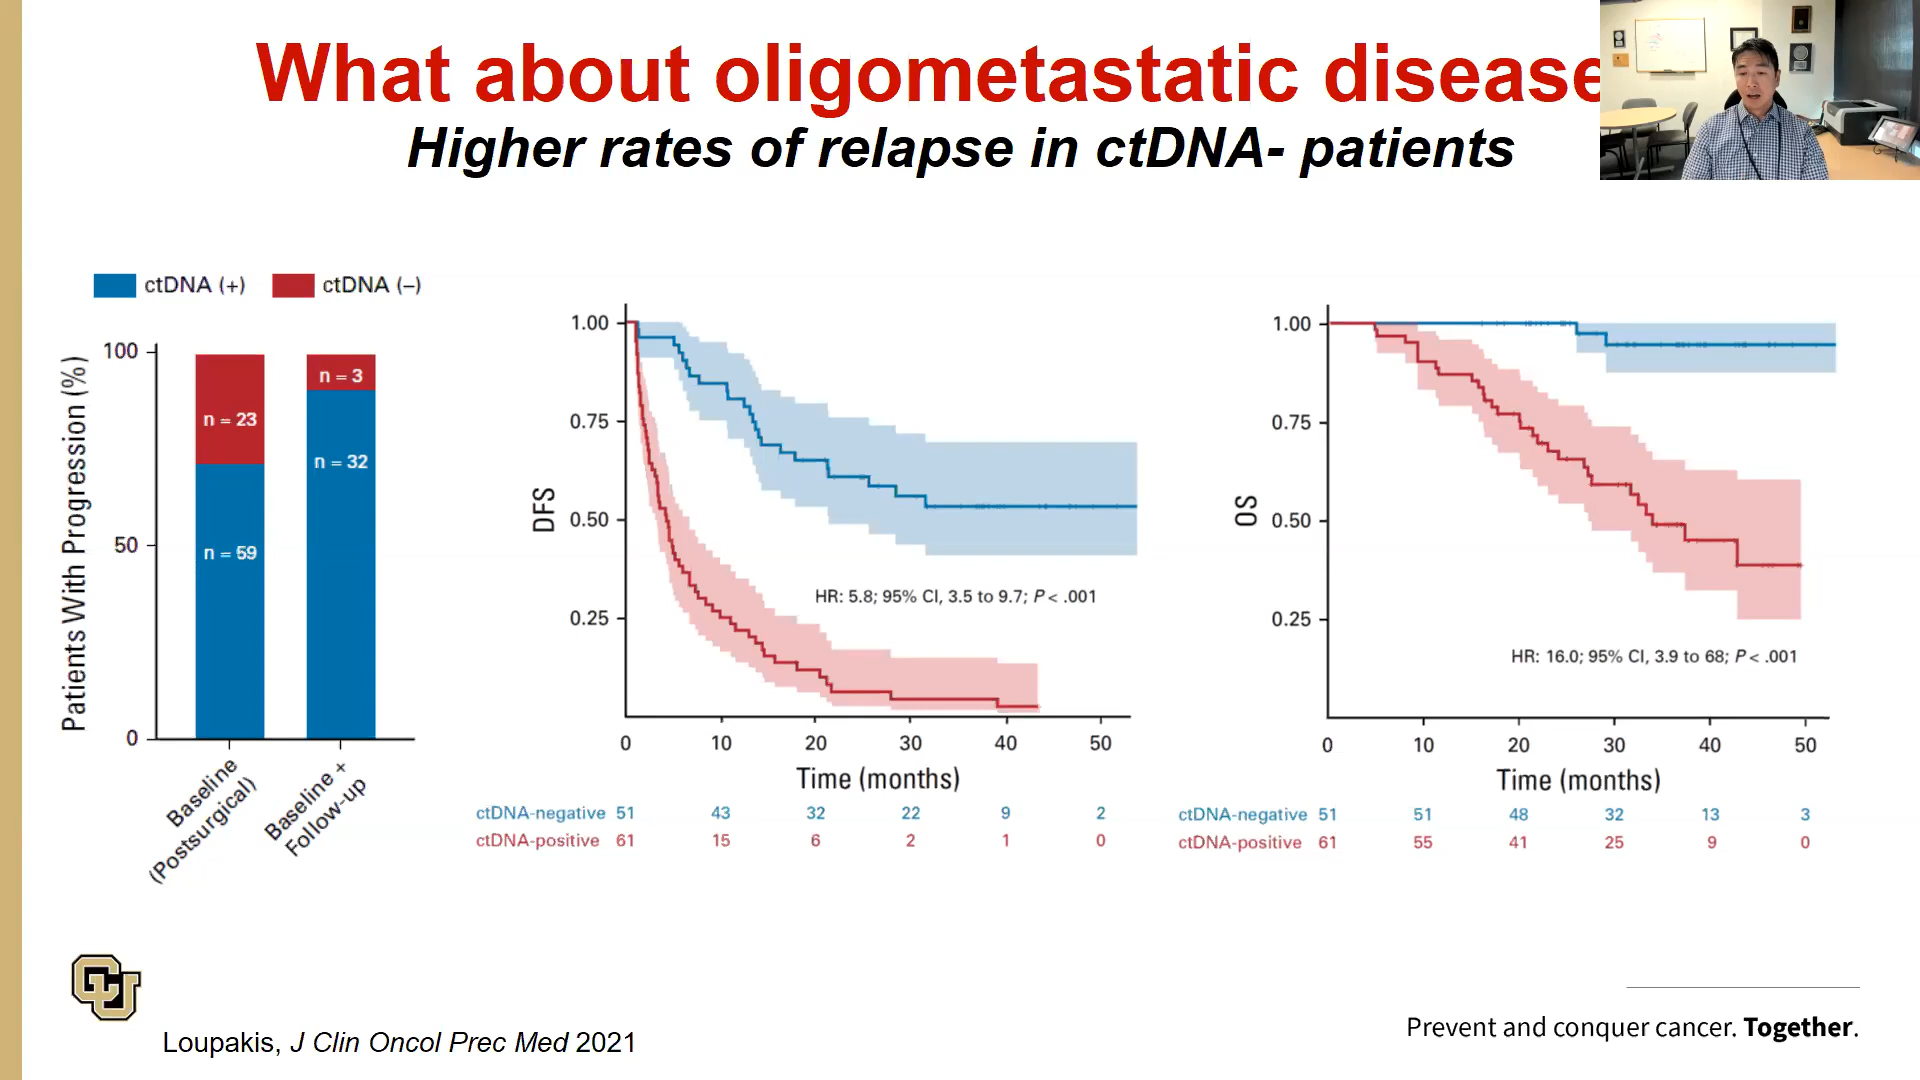 What about oligometastatic disease
Higher rates of relapse in ctDNA- patients
ctDNA (+) ctDNA (–)
Patients With Progression (%)
100
50
0
n = 23
n = 59
n = 3
n = 32
Baseline
(Postsurgical)
Baseline +
Follow-up
DFS
1.00
0.75
0.50
0.25
HR: 5.8; 95% CI, 3.5 to 9.7; P < .001
0 10 20 30 40 50
Time (months)
ctDNA-negative 51 43 32 22 9 2
ctDNA-positive 61 15 6 2 1 0
OS
1.00
0.75
0.50
0.25
HR: 16.0; 95% CI, 3.9 to 68; P < .001
0 10 20 30 40 50
Time (months)
ctDNA-negative 51 51 48 32 13 3
ctDNA-positive 61 55 41 25 9 0
CU
Loupakis, J Clin Oncol Prec Med 2021
Prevent and conquer cancer. Together.